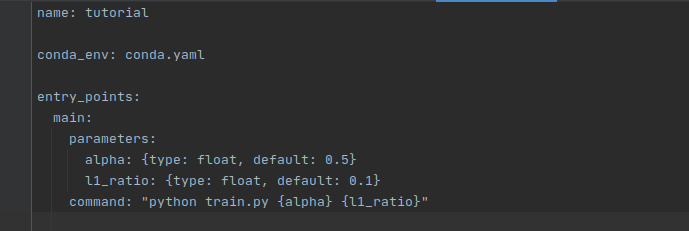 name: tutorial
conda_env: conda.yaml
entry_points:
main:
parameters:
alpha: {type: float, default: 0.5}
l1_ratio: {type: float, default: 0.1}
command: "python train.py {alpha} {l1_ratio}"